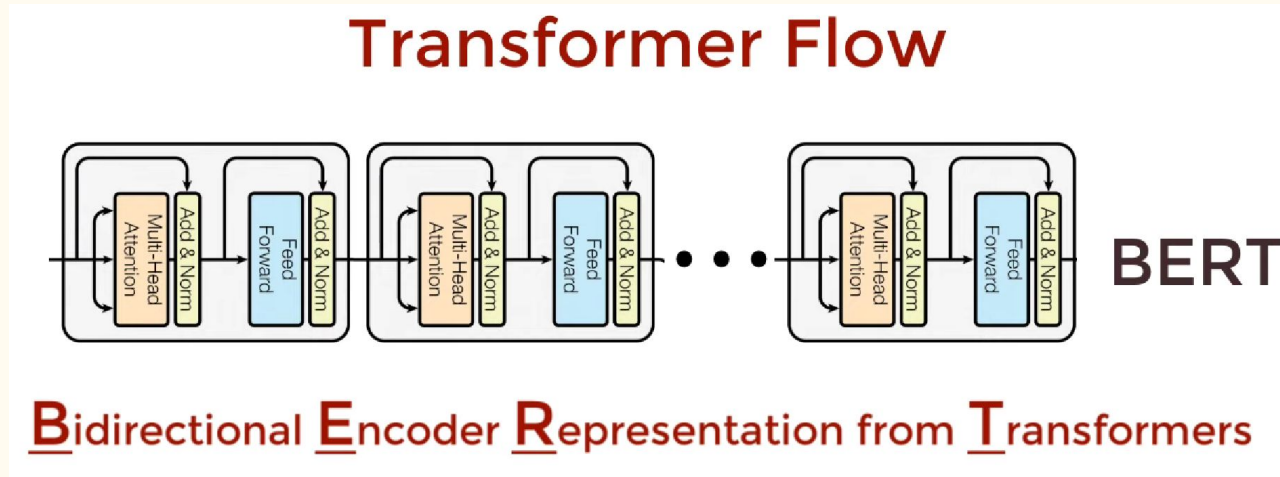 Transformer Flow
Multi-Head
Attention
Add & Norm
Feed
Forward
Add & Norm
Multi-Head
Attention
Add & Norm
Feed
Forward
Add & Norm
Multi-Head
Attention
Add & Norm
Feed
Forward
Add & Norm
BERT
Bidirectional Encoder Representation from Transformers